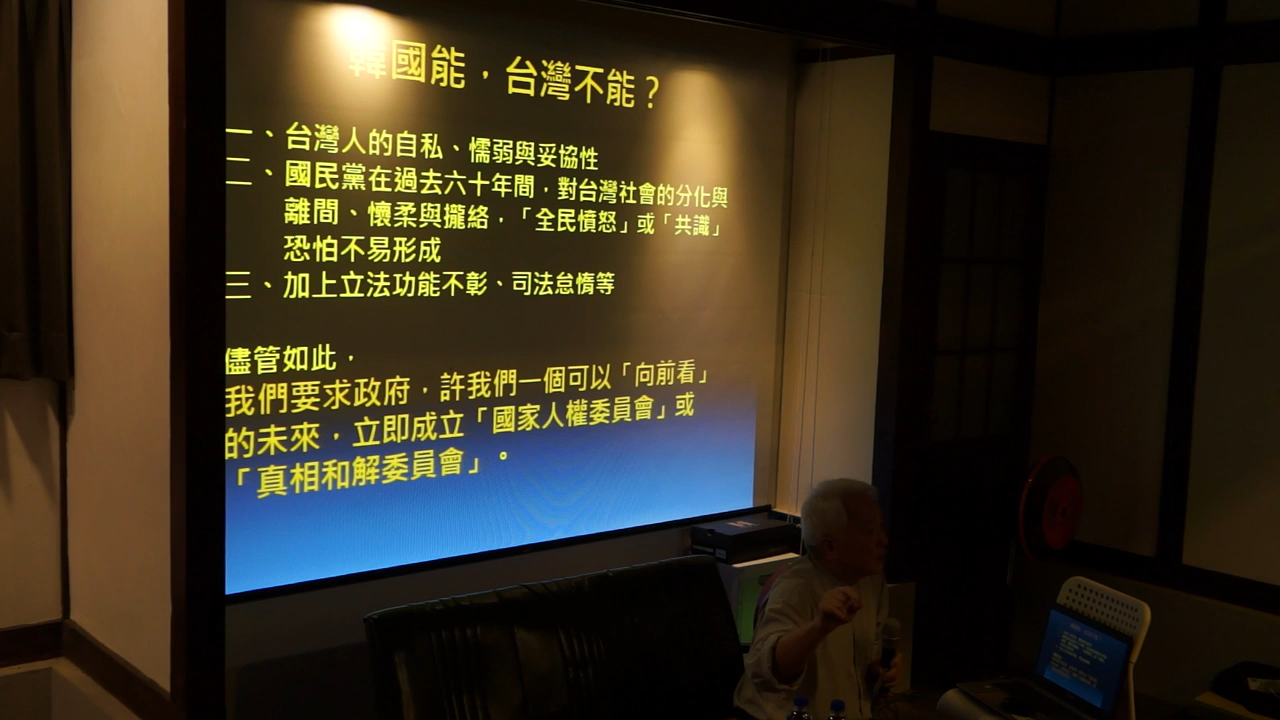 韓國能，台灣不能？
一、台灣人的自私、懦弱與妥協性
二、國民黨在過去六十年間，對台灣社會的分化與
離間、懷柔與攏絡，「全民憤怒」或「共識」
恐怕不易形成
三、加上立法功能不彰、司法怠惰等
儘管如此，
我們要求政府，許我們一個可以「向前看」
的未來，立即成立「國家人權委員會」或
「真相和解委員會」。